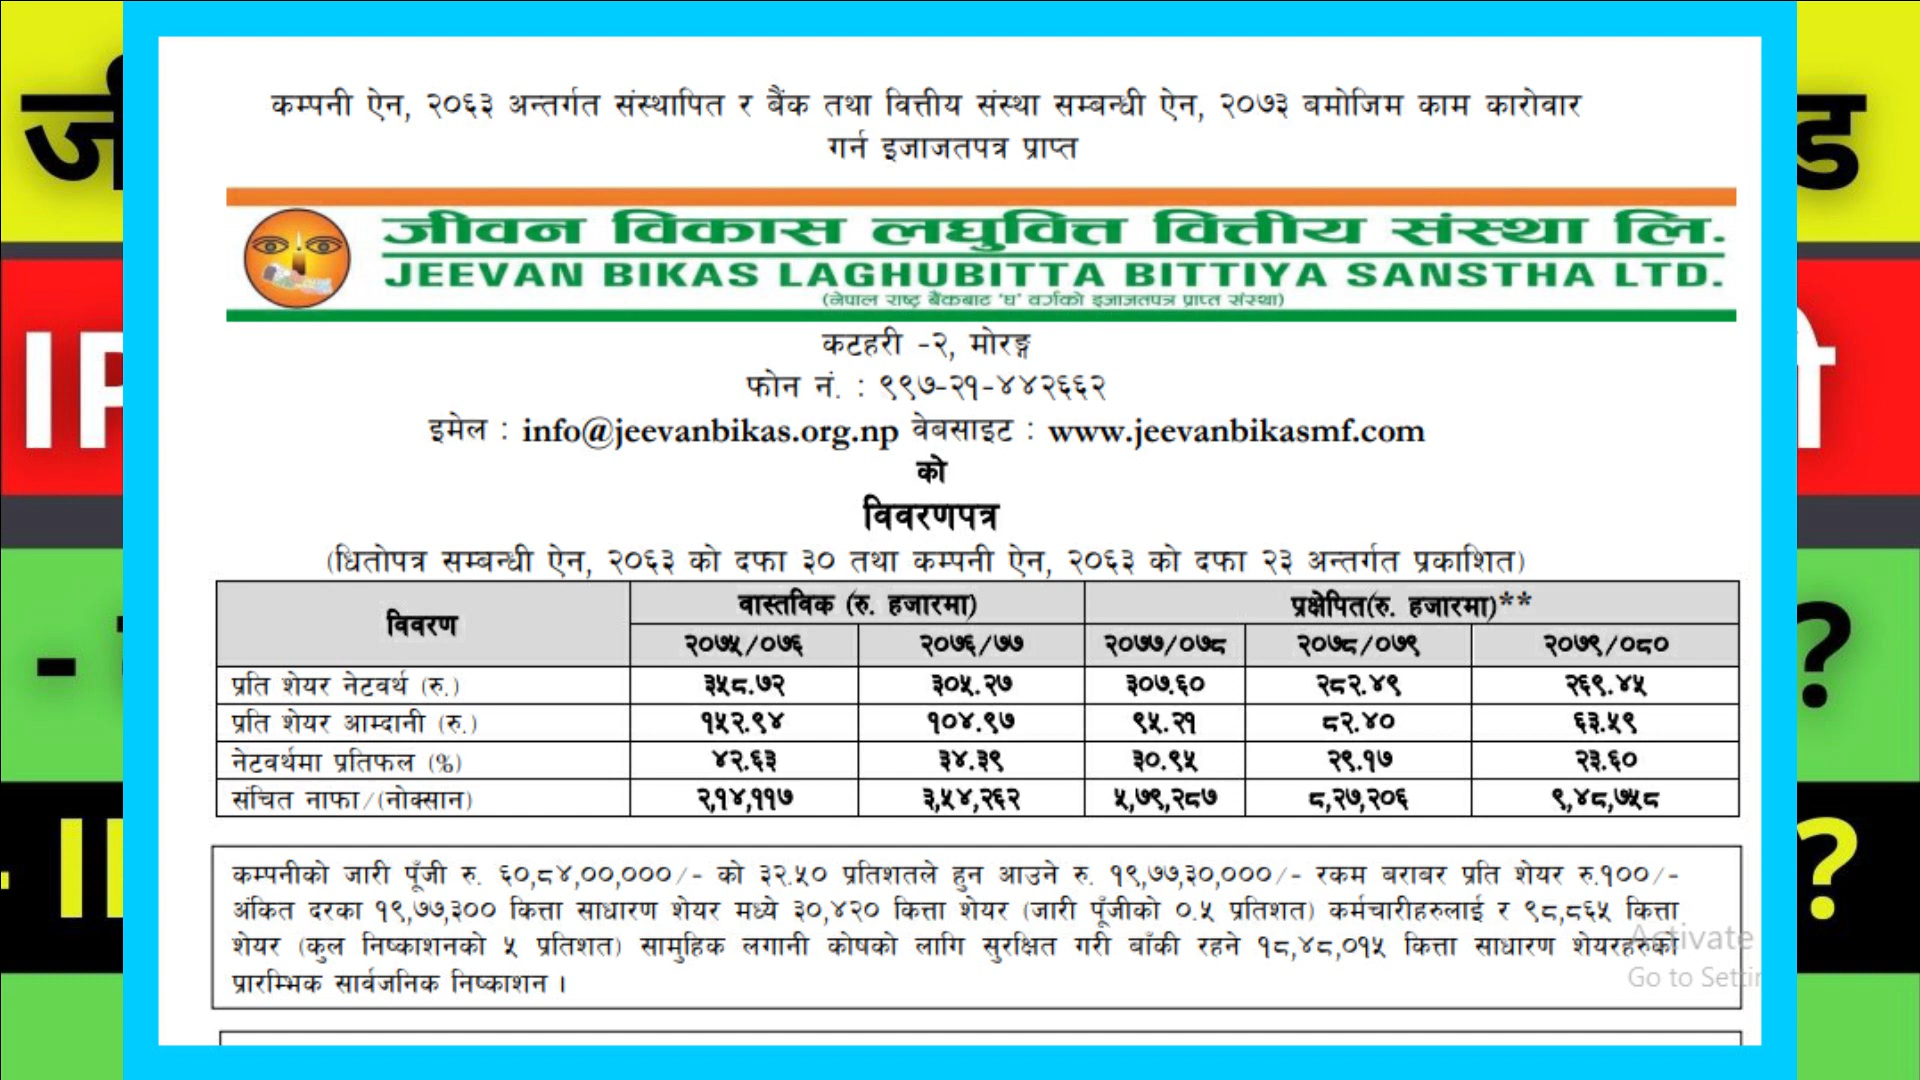 कम्पनी ऐन, २०६३ अन्तर्गत संस्थापित र बैंक तथा वित्तीय संस्था सम्बन्धी ऐन, २०७३ बमोजिम काम कारोवार
गर्न इजाजतपत्र प्राप्त
जीवन विकास लघुवित्त वित्तीय संस्था लि.
JEEVAN BIKAS LAGHUBITTA BITTIYA SANSTHA LTD.
(नेपाल राष्ट्र बैंकबाट 'घ' वर्गको इजाजतपत्र प्राप्त संस्था)
कटहरी -२, मोरङ्ग
फोन नं. : ९९७-२१-४४२६६२
इमेल : info@jeevanbikas.org.np वेबसाइट : www.jeevanbikasmf.com
को
विवरणपत्र
(धितोपत्र सम्बन्धी ऐन, २०६३ को दफा ३० तथा कम्पनी ऐन, २०६३ को दफा २३ अन्तर्गत प्रकाशित)
विवरण वास्तविक (रु. हजारमा) प्रक्षेपित(रु. हजारमा)**
२०७५/०७६ २०७६/७७ २०७७/०७८ २०७८/०७९ २०७९/०८०
प्रति शेयर नेटवर्थ (रु.) ३५८.७२ ३०५.२७ ३०७.६० २८२.४९ २६९.४५
प्रति शेयर आम्दानी (रु.) १५२.९४ १०४.९७ ९५.२१ ८२.४० ६३.५९
नेटवर्थमा प्रतिफल (%) ४२.६३ ३४.३९ ३०.९५ २९.१७ २३.६०
संचित नाफा/(नोक्सान) २,१४,११७ ३,५४,२६२ ५,७९,२८७ ८,२७,२०६ ९,४८,७५८
कम्पनीको जारी पूँजी रु. ६०,८४,००,०००/- को ३२.५० प्रतिशतले हुन आउने रु. १९,७७,३०,०००/- रकम बराबर प्रति शेयर रु.१००/-
अंकित दरका १९,७७,३०० कित्ता साधारण शेयर मध्ये ३०,४२० कित्ता शेयर (जारी पूँजीको ०.५ प्रतिशत) कर्मचारीहरुलाई र ९८,८६५ कित्ता
शेयर (कुल निष्काशनको ५ प्रतिशत) सामुहिक लगानी कोषको लागि सुरक्षित गरी बाँकी रहने १८,४८,०१५ कित्ता साधारण शेयरहरुको
प्रारम्भिक सार्वजनिक निष्काशन ।
Activate
Go to Settin